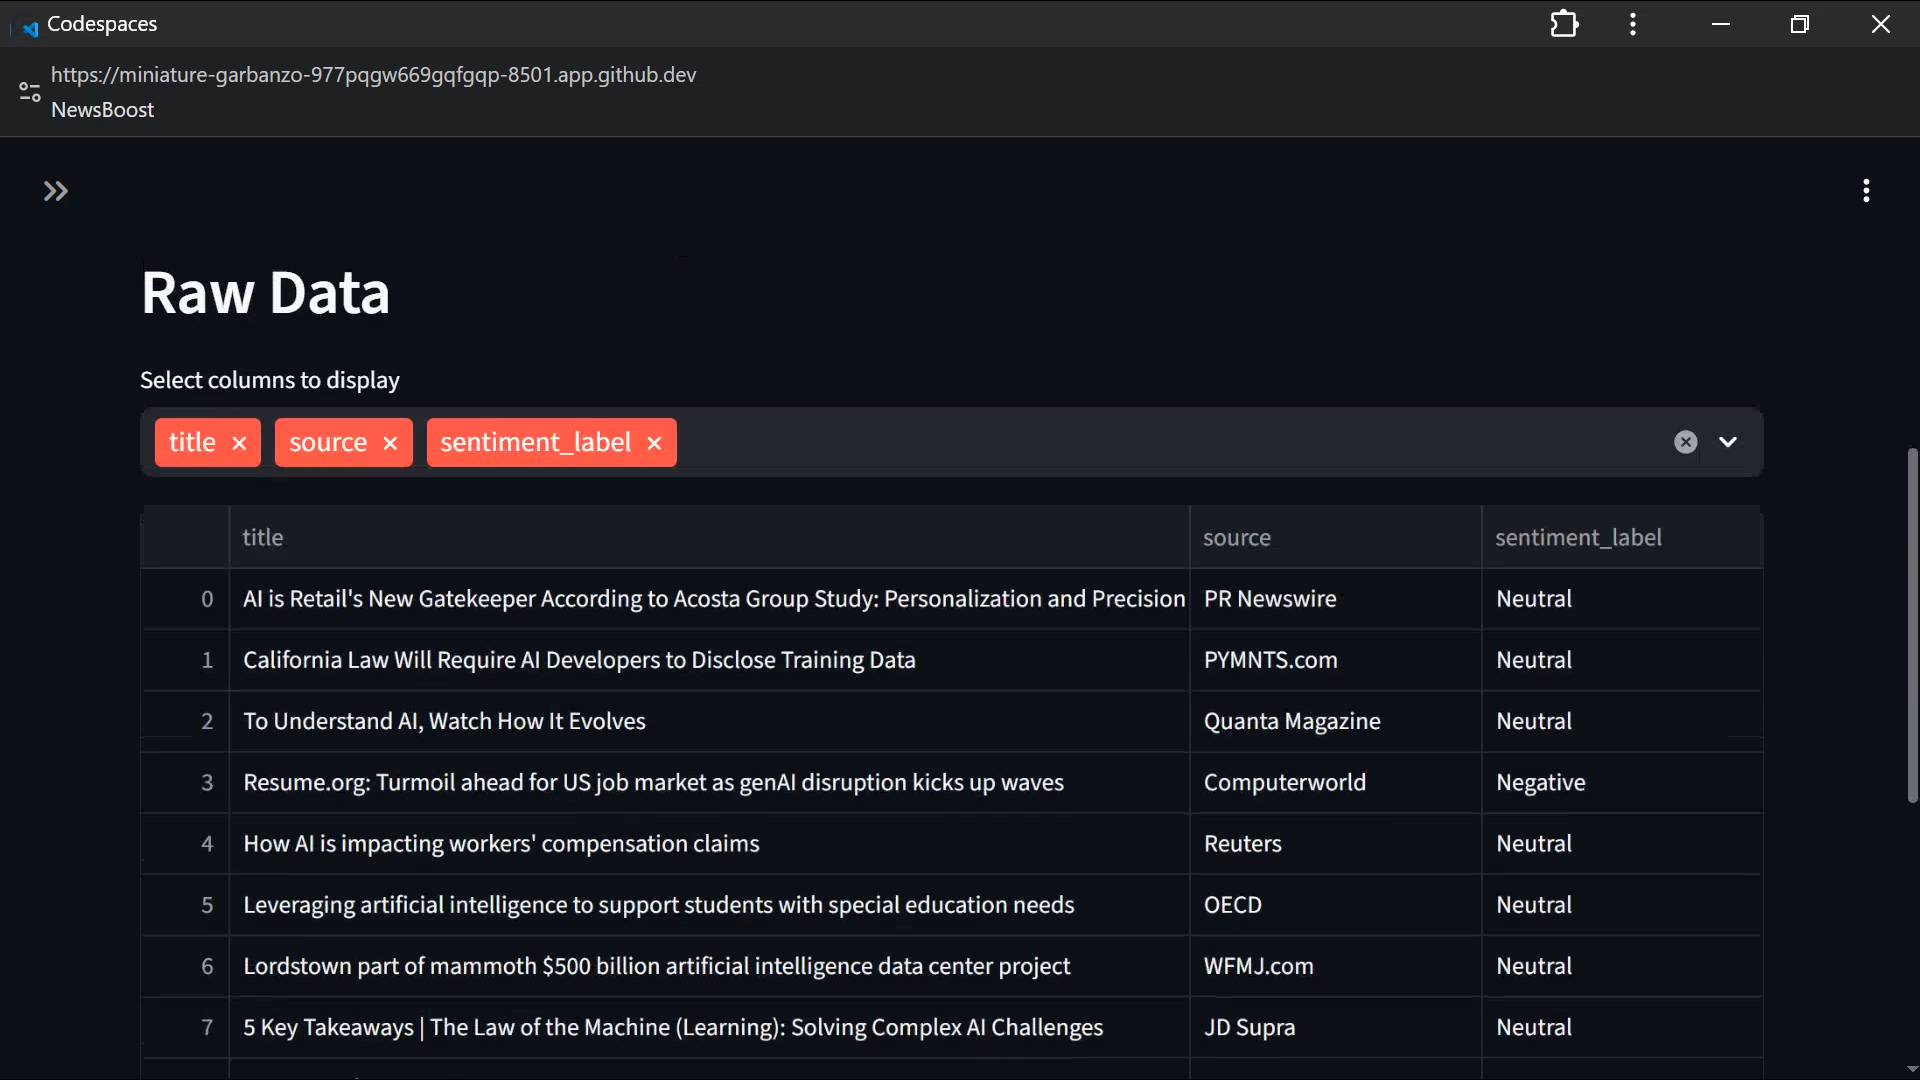 Codespaces
https://miniature-garbanzo-977pqgw669gqfgqp-8501.app.github.dev
NewsBoost
Raw Data
Select columns to display
title source sentiment_label
title source sentiment_label
0 AI is Retail's New Gatekeeper According to Acosta Group Study: Personalization and Precision PR Newswire Neutral
1 California Law Will Require AI Developers to Disclose Training Data PYMNTS.com Neutral
2 To Understand AI, Watch How It Evolves Quanta Magazine Neutral
3 Resume.org: Turmoil ahead for US job market as genAI disruption kicks up waves Computerworld Negative
4 How AI is impacting workers' compensation claims Reuters Neutral
5 Leveraging artificial intelligence to support students with special education needs OECD Neutral
6 Lordstown part of mammoth $500 billion artificial intelligence data center project WFMJ.com Neutral
7 5 Key Takeaways | The Law of the Machine (Learning): Solving Complex AI Challenges JD Supra Neutral